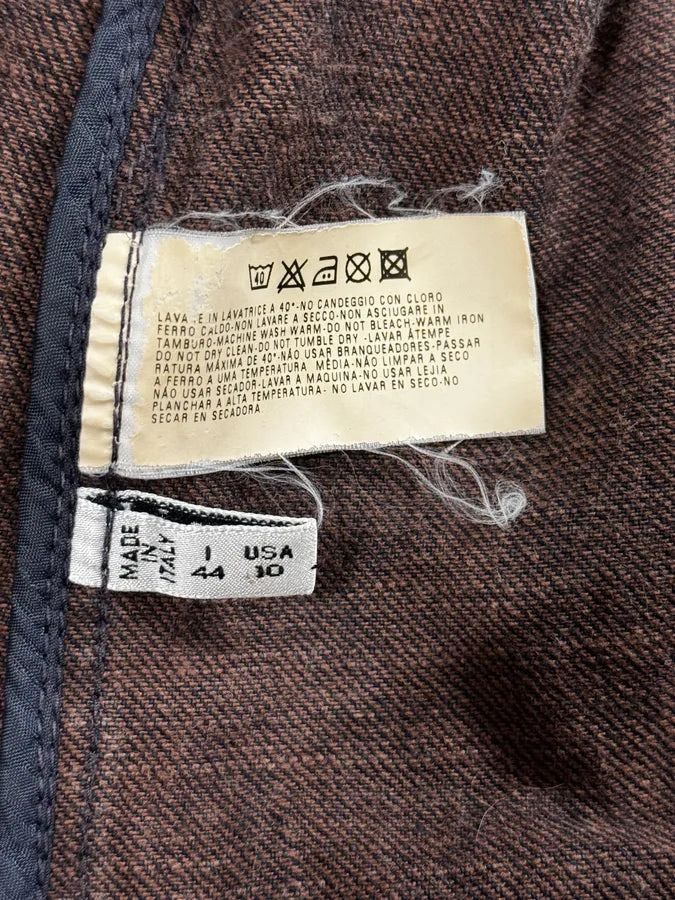 40
LAVA E IN LAVATRICE A 40°-NO CANDEGGIO CON CLORO
FERRO CALDO-NON LAVARE A SECCO-NON ASCIUGARE IN
TAMBURO-MACHINE WASH WARM-DO NOT BLEACH-WARM IRON
DO NOT DRY CLEAN-DO NOT TUMBLE DRY -LAVAR ÀTEMPE
RATURA MÁXIMA DE 40°-NÃO USAR BRANQUEADORES-PASSAR
A FERRO A UMA TEMPERATURA MÉDIA-NÃO LIMPAR A SECO
NÃO USAR SECADOR-LAVAR A MAQUINA-NO USAR LEJIA
PLANCHAR A ALTA TEMPERATURA- NO LAVAR EN SECO-NO
SECAR EN SECADORA.
MADE
IN
ITALY
I USA
44 10